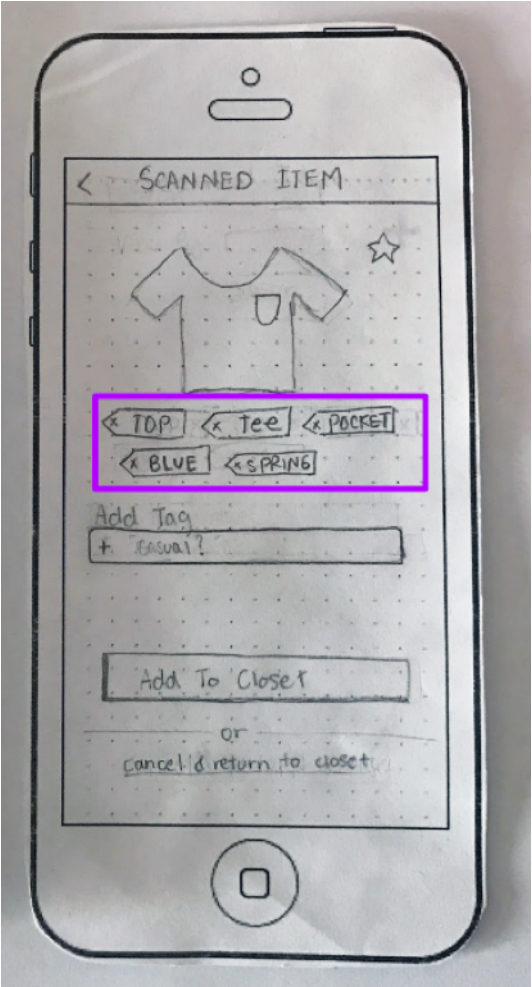 < SCANNED ITEM
x TOP x Tee x POCKET
x BLUE x SPRING
Add Tag
+ casual?
Add To Closet
or
cancel & return to closet